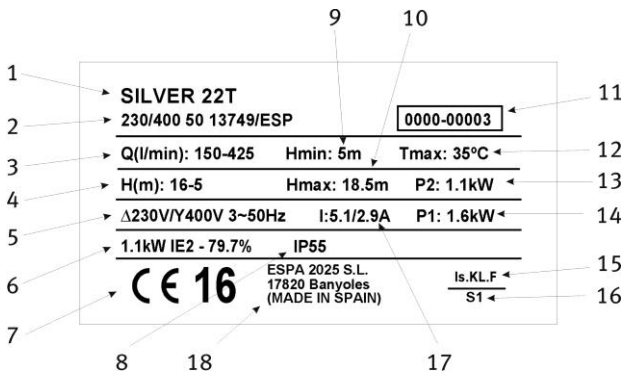 9 10
1 SILVER 22T
2 230/400 50 13749/ESP 0000-00003 11
3 Q(l/min): 150-425 Hmin: 5m Tmax: 35ºC 12
4 H(m): 16-5 Hmax: 18.5m P2: 1.1kW 13
5 Δ230V/Y400V 3~50Hz I:5.1/2.9A P1: 1.6kW 14
6 1.1kW IE2 - 79.7% IP55
7 CE 16
ESPA 2025 S.L.
17820 Banyoles
(MADE IN SPAIN)
Is.KL.F 15
S1 16
8 18 17